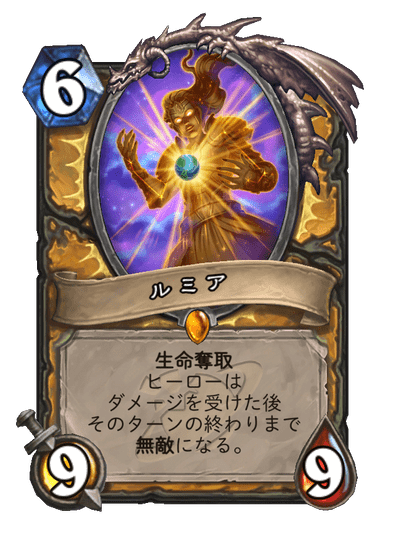 6
ルミア
生命奪取
ヒーローは
ダメージを受けた後
そのターンの終わりまで
無敵になる。
9
9